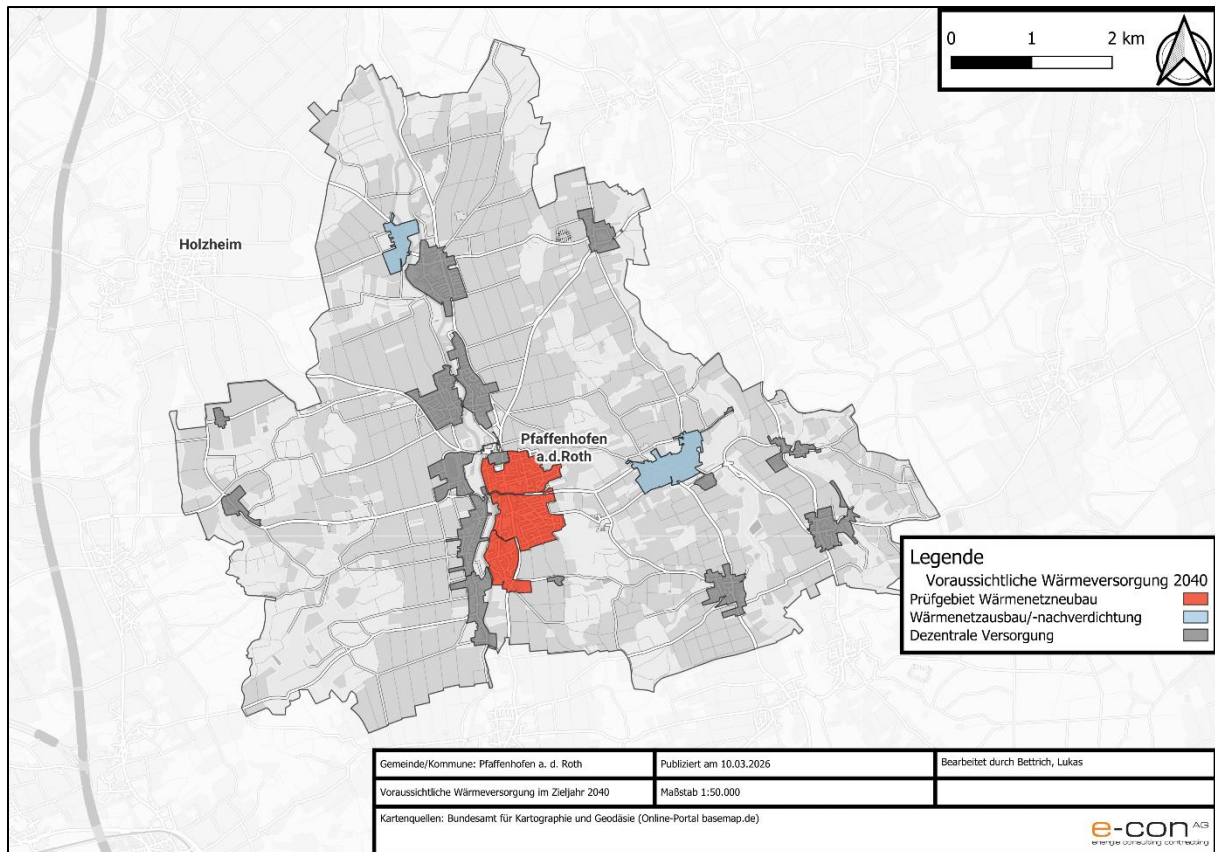 0 1 2 km
Holzheim
Pfaffenhofen
a.d.Roth
Legende
Voraussichtliche Wärmeversorgung 2040
Prüfgebiet Wärmenetzneubau
Wärmenetzausbau/-nachverdichtung
Dezentrale Versorgung
Gemeinde/Kommune: Pfaffenhofen a. d. Roth
Publiziert am 10.03.2026
Bearbeitet durch Bettrich, Lukas
Voraussichtliche Wärmeversorgung im Zieljahr 2040
Maßstab 1:50.000
Kartenquellen: Bundesamt für Kartographie und Geodäsie (Online-Portal basemap.de)
e-con AG
energie consulting contracting